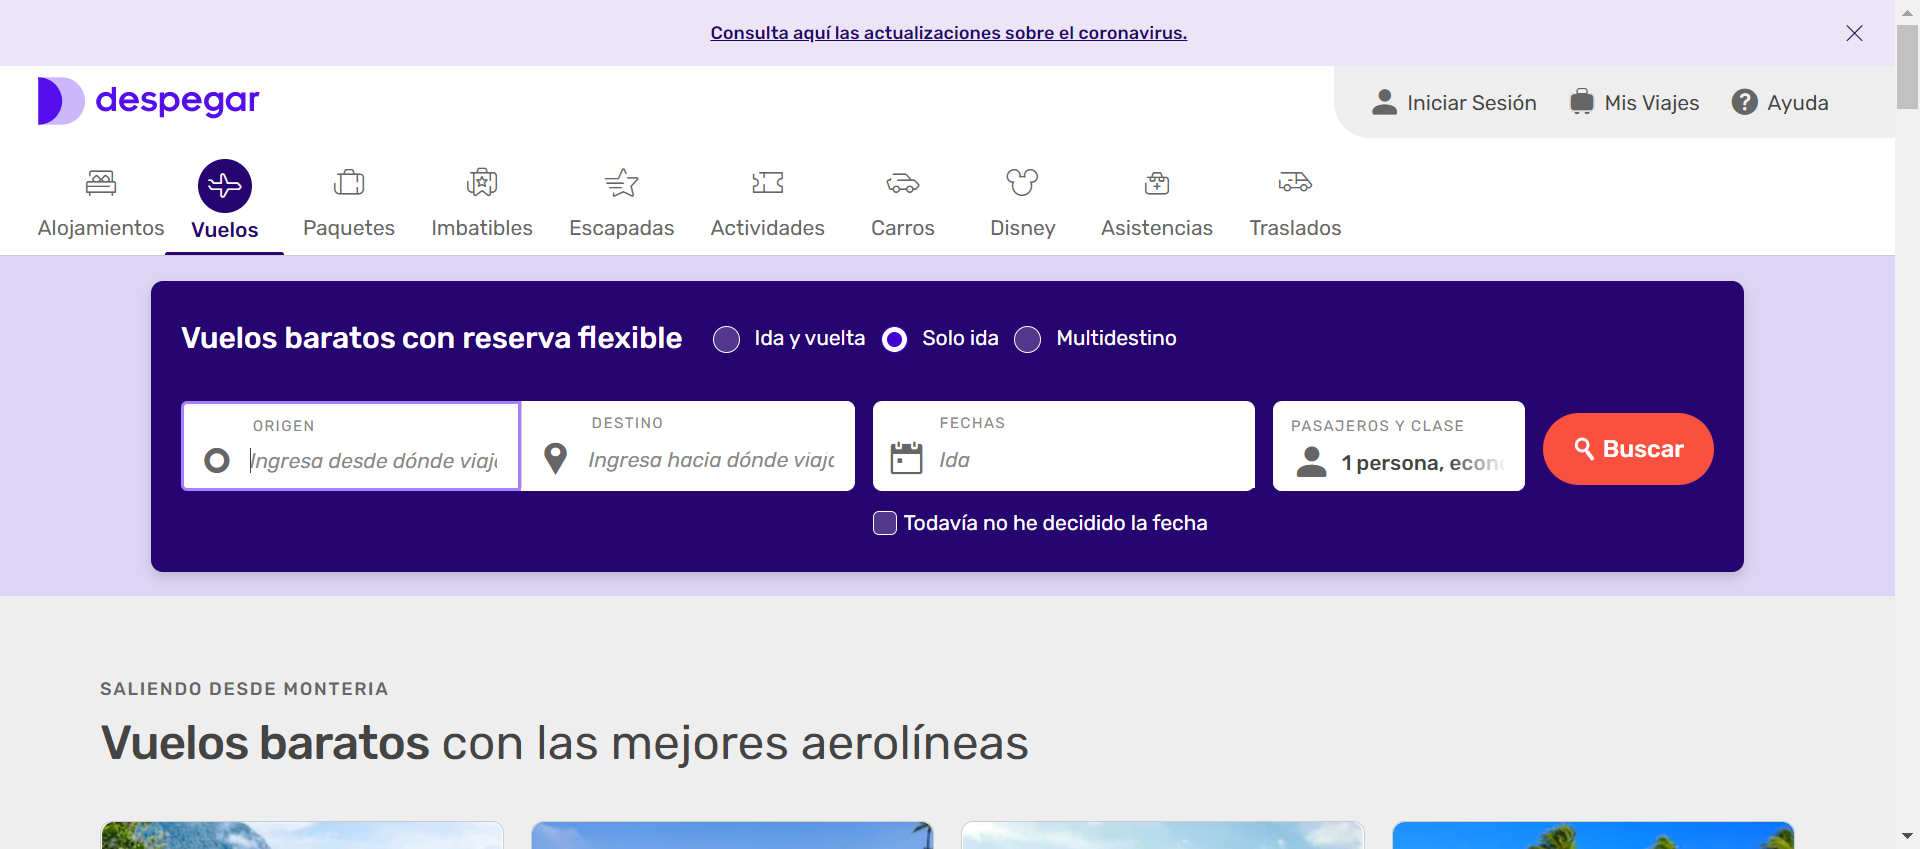 Consulta aquí las actualizaciones sobre el coronavirus.
despegar
Iniciar Sesión
Mis Viajes
? Ayuda
Alojamientos
Vuelos
Paquetes
Imbatibles
Escapadas
Actividades
Carros
Disney
Asistencias
Traslados
Vuelos baratos con reserva flexible
Ida y vuelta
Solo ida
Multidestino
ORIGEN
Ingresa desde dónde viaj
DESTINO
Ingresa hacia dónde viaj
FECHAS
Ida
PASAJEROS Y CLASE
1 persona, econ
Buscar
Todavía no he decidido la fecha
SALIENDO DESDE MONTERIA
Vuelos baratos con las mejores aerolíneas